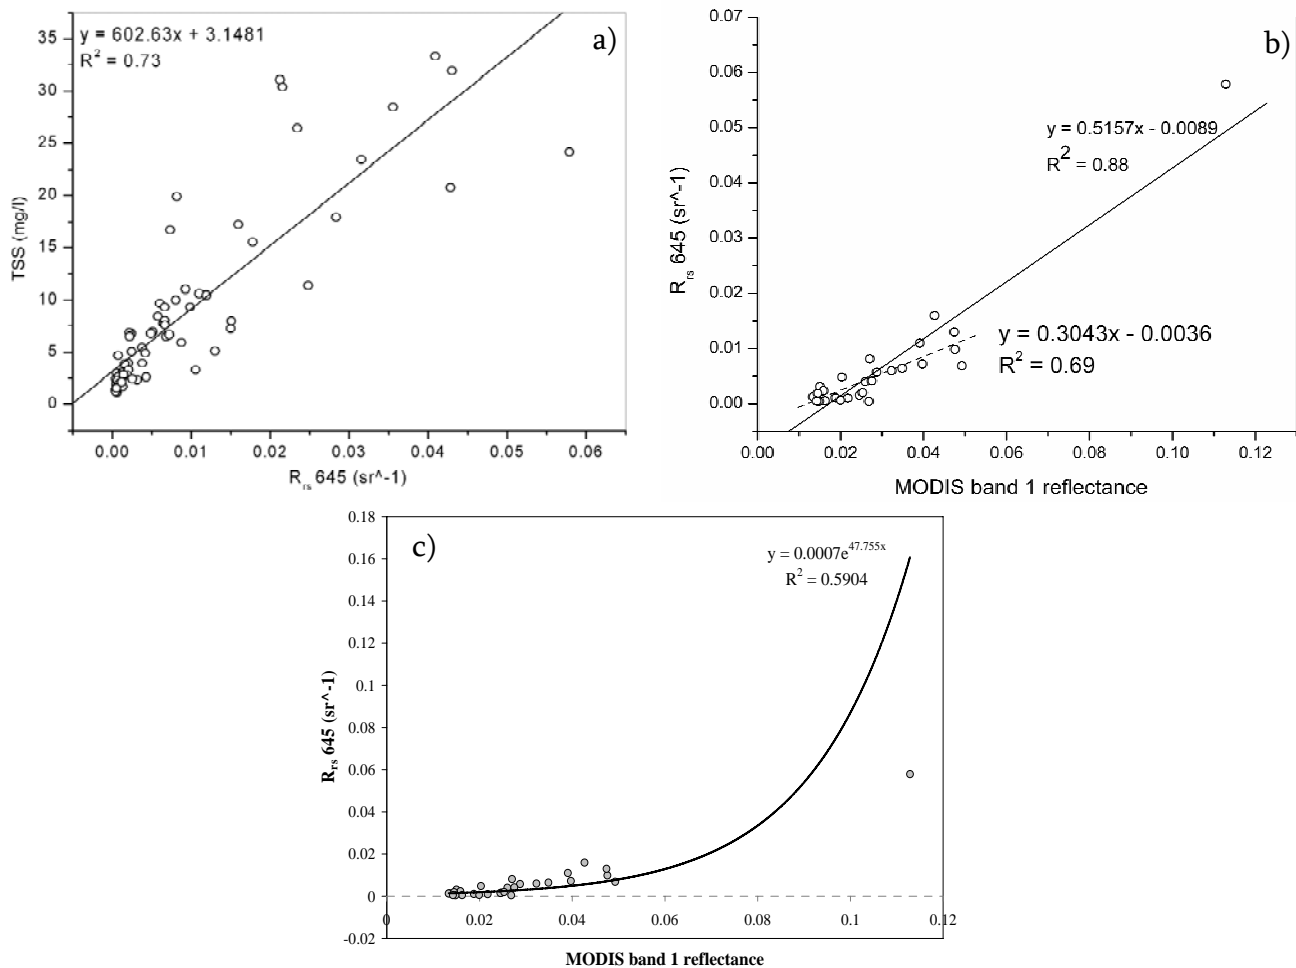 a)
y = 602.63x + 3.1481
R² = 0.73
35
30
25
20
15
10
5
0
TSS (mg/l)
0.00 0.01 0.02 0.03 0.04 0.05 0.06
Rrs 645 (sr^-1)
b)
0.07
0.06
0.05
0.04
0.03
0.02
0.01
0.00
Rrs 645 (sr^-1)
y = 0.5157x - 0.0089
R² = 0.88
y = 0.3043x - 0.0036
R² = 0.69
0.00 0.02 0.04 0.06 0.08 0.10 0.12
MODIS band 1 reflectance
c)
0.18
0.16
0.14
0.12
0.1
0.08
0.06
0.04
0.02
0
-0.02
Rrs 645 (sr^-1)
y = 0.0007e^47.755x
R² = 0.5904
0 0.02 0.04 0.06 0.08 0.1 0.12
MODIS band 1 reflectance